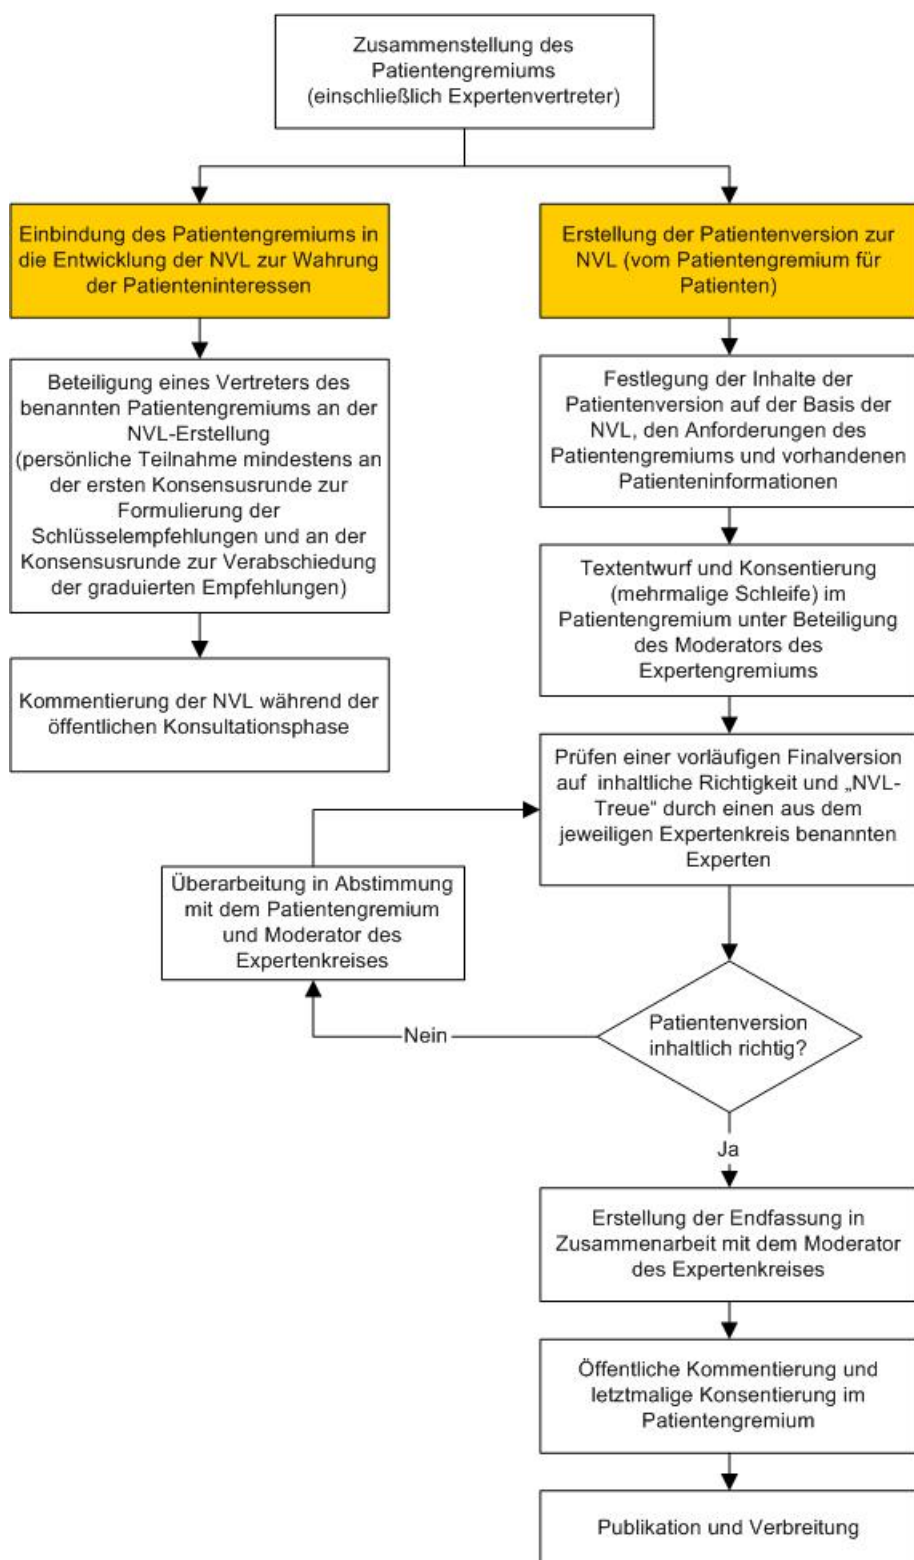 Zusammenstellung des
Patientengremiums
(einschließlich Expertenvertreter)
Einbindung des Patientengremiums in
die Entwicklung der NVL zur Wahrung
der Patienteninteressen
Beteiligung eines Vertreters des
benannten Patientengremiums an der
NVL-Erstellung
(persönliche Teilnahme mindestens an
der ersten Konsensusrunde zur
Formulierung der
Schlüsselempfehlungen und an der
Konsensusrunde zur Verabschiedung
der graduierten Empfehlungen)
Kommentierung der NVL während der
öffentlichen Konsultationsphase
Erstellung der Patientenversion zur
NVL (vom Patientengremium für
Patienten)
Festlegung der Inhalte der
Patientenversion auf der Basis der
NVL, den Anforderungen des
Patientengremiums und vorhandenen
Patienteninformationen
Textentwurf und Konsentierung
(mehrmalige Schleife) im
Patientengremium unter Beteiligung
des Moderators des
Expertengremiums
Prüfen einer vorläufigen Finalversion
auf inhaltliche Richtigkeit und „NVL-
Treue“ durch einen aus dem
jeweiligen Expertenkreis benannten
Experten
Patientenversion
inhaltlich richtig?
Nein
Überarbeitung in Abstimmung
mit dem Patientengremium
und Moderator des
Expertenkreises
Ja
Erstellung der Endfassung in
Zusammenarbeit mit dem Moderator
des Expertenkreises
Öffentliche Kommentierung und
letztmalige Konsentierung im
Patientengremium
Publikation und Verbreitung